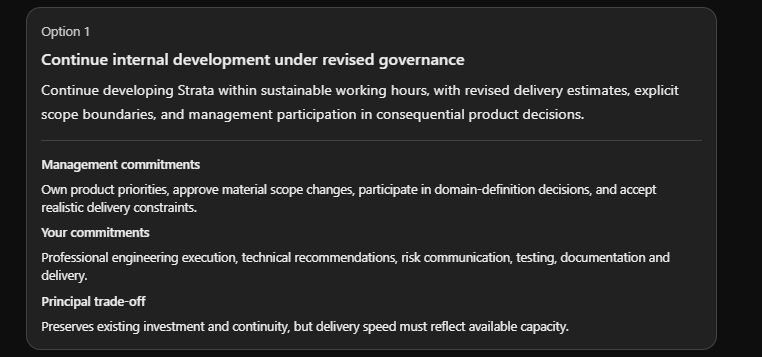 Option 1
Continue internal development under revised governance
Continue developing Strata within sustainable working hours, with revised delivery estimates, explicit
scope boundaries, and management participation in consequential product decisions.
Management commitments
Own product priorities, approve material scope changes, participate in domain-definition decisions, and accept
realistic delivery constraints.
Your commitments
Professional engineering execution, technical recommendations, risk communication, testing, documentation and
delivery.
Principal trade-off
Preserves existing investment and continuity, but delivery speed must reflect available capacity.